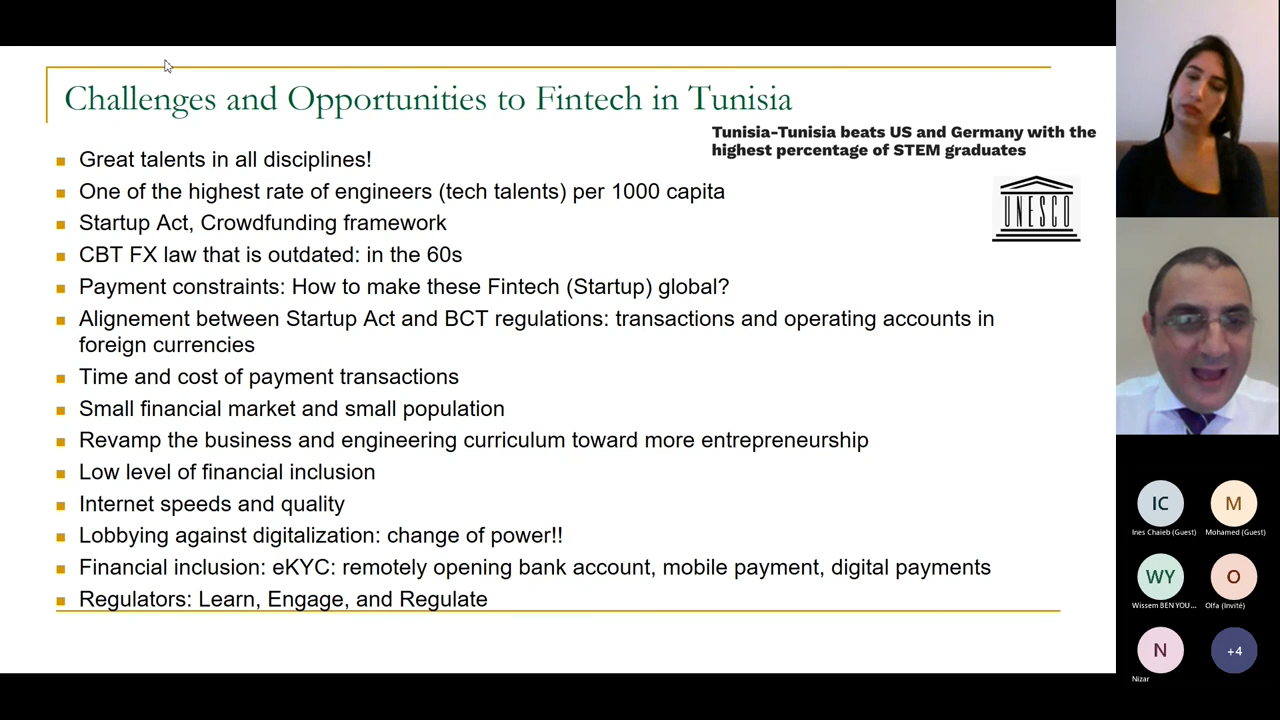 Challenges and Opportunities to Fintech in Tunisia
Tunisia-Tunisia beats US and Germany with the
highest percentage of STEM graduates
UNESCO
Great talents in all disciplines!
One of the highest rate of engineers (tech talents) per 1000 capita
Startup Act, Crowdfunding framework
CBT FX law that is outdated: in the 60s
Payment constraints: How to make these Fintech (Startup) global?
Alignement between Startup Act and BCT regulations: transactions and operating accounts in
foreign currencies
Time and cost of payment transactions
Small financial market and small population
Revamp the business and engineering curriculum toward more entrepreneurship
Low level of financial inclusion
Internet speeds and quality
Lobbying against digitalization: change of power!!
Financial inclusion: eKYC: remotely opening bank account, mobile payment, digital payments
Regulators: Learn, Engage, and Regulate
IC
Ines Chaieb (Guest)
M
Mohamed (Guest)
WY
Wissem BEN YOU...
O
Olfa (Invité)
N
Nizar
+4